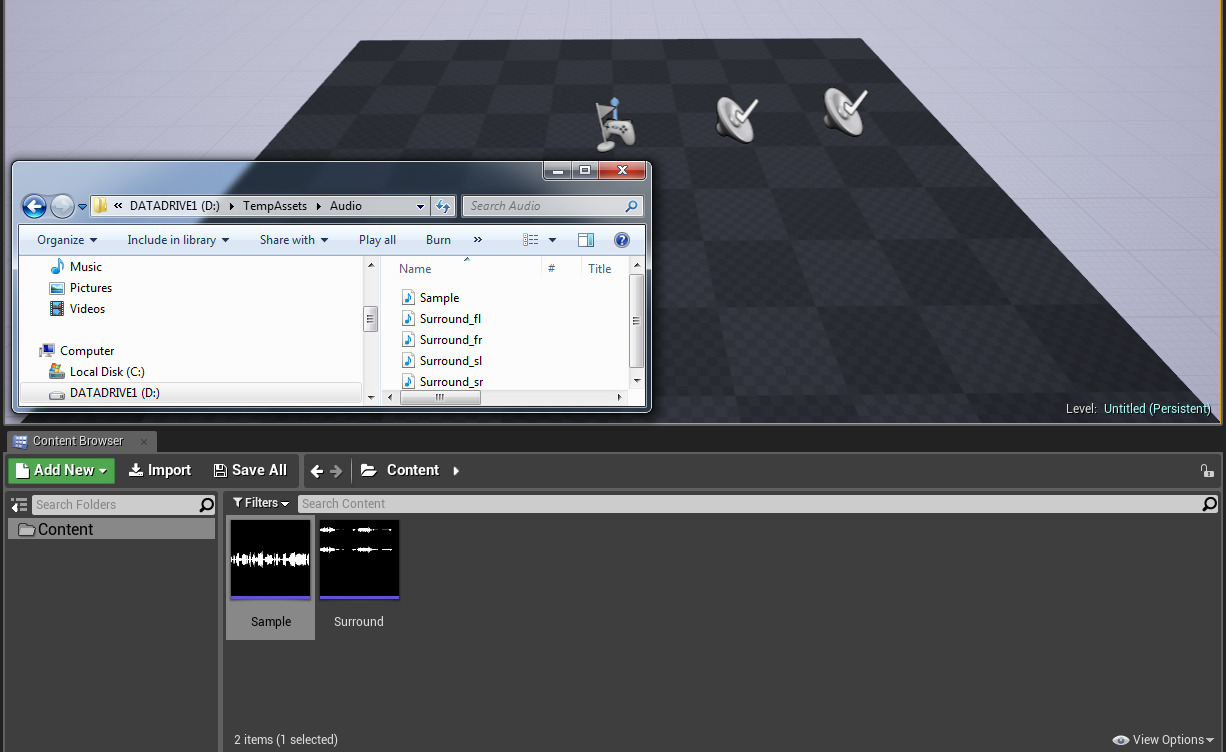 « DATADRIVE1 (D:) ▸ TempAssets ▸ Audio
Search Audio
Organize Include in library Share with Play all Burn »
Music
Pictures
Videos
Computer
Local Disk (C:)
DATADRIVE1 (D:)
Name # Title
Sample
Surround_fl
Surround_fr
Surround_sl
Surround_sr
Level: Untitled (Persistent)
Content Browser
Add New Import Save All Content
Search Folders
Filters Search Content
Content
Sample Surround
2 items (1 selected)
View Options